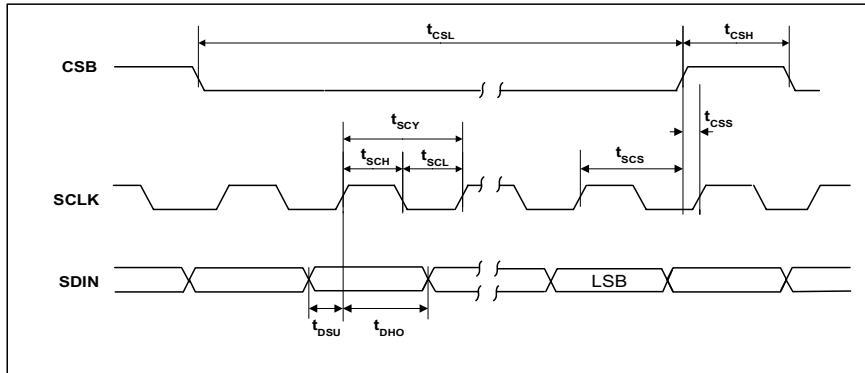 tCSL
tCSH
CSB
tCSS
tSCY
tSCH
tSCL
tSCS
SCLK
SDIN
LSB
tDSU
tDHO